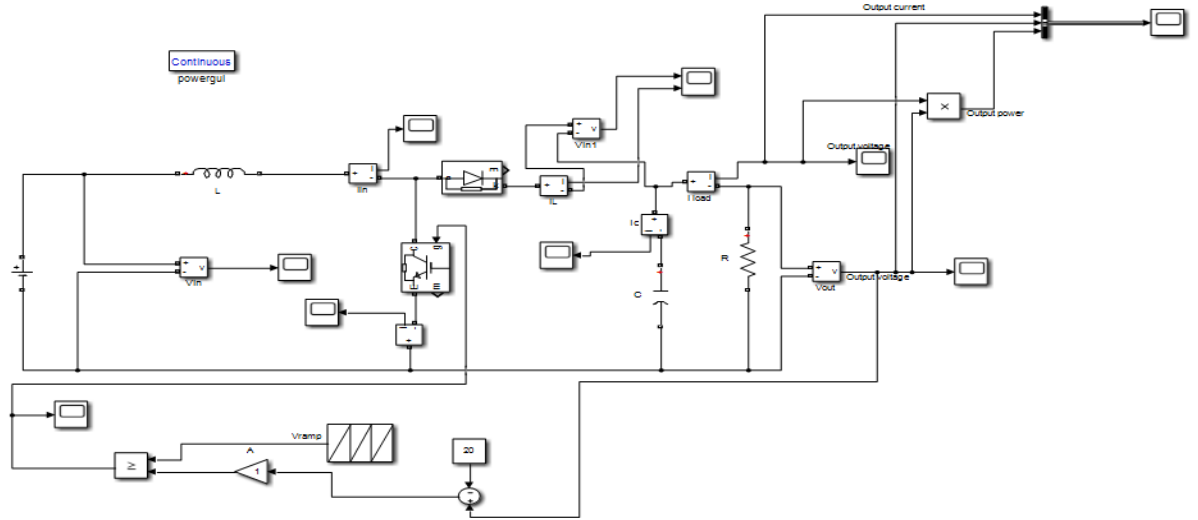 Output current
Continuous
powergui
Vin1
Output power
Output voltage
L
Iin
IL
I load
Ic
R
Vin
C
Vout
Output voltage
Vramp
A
20
1